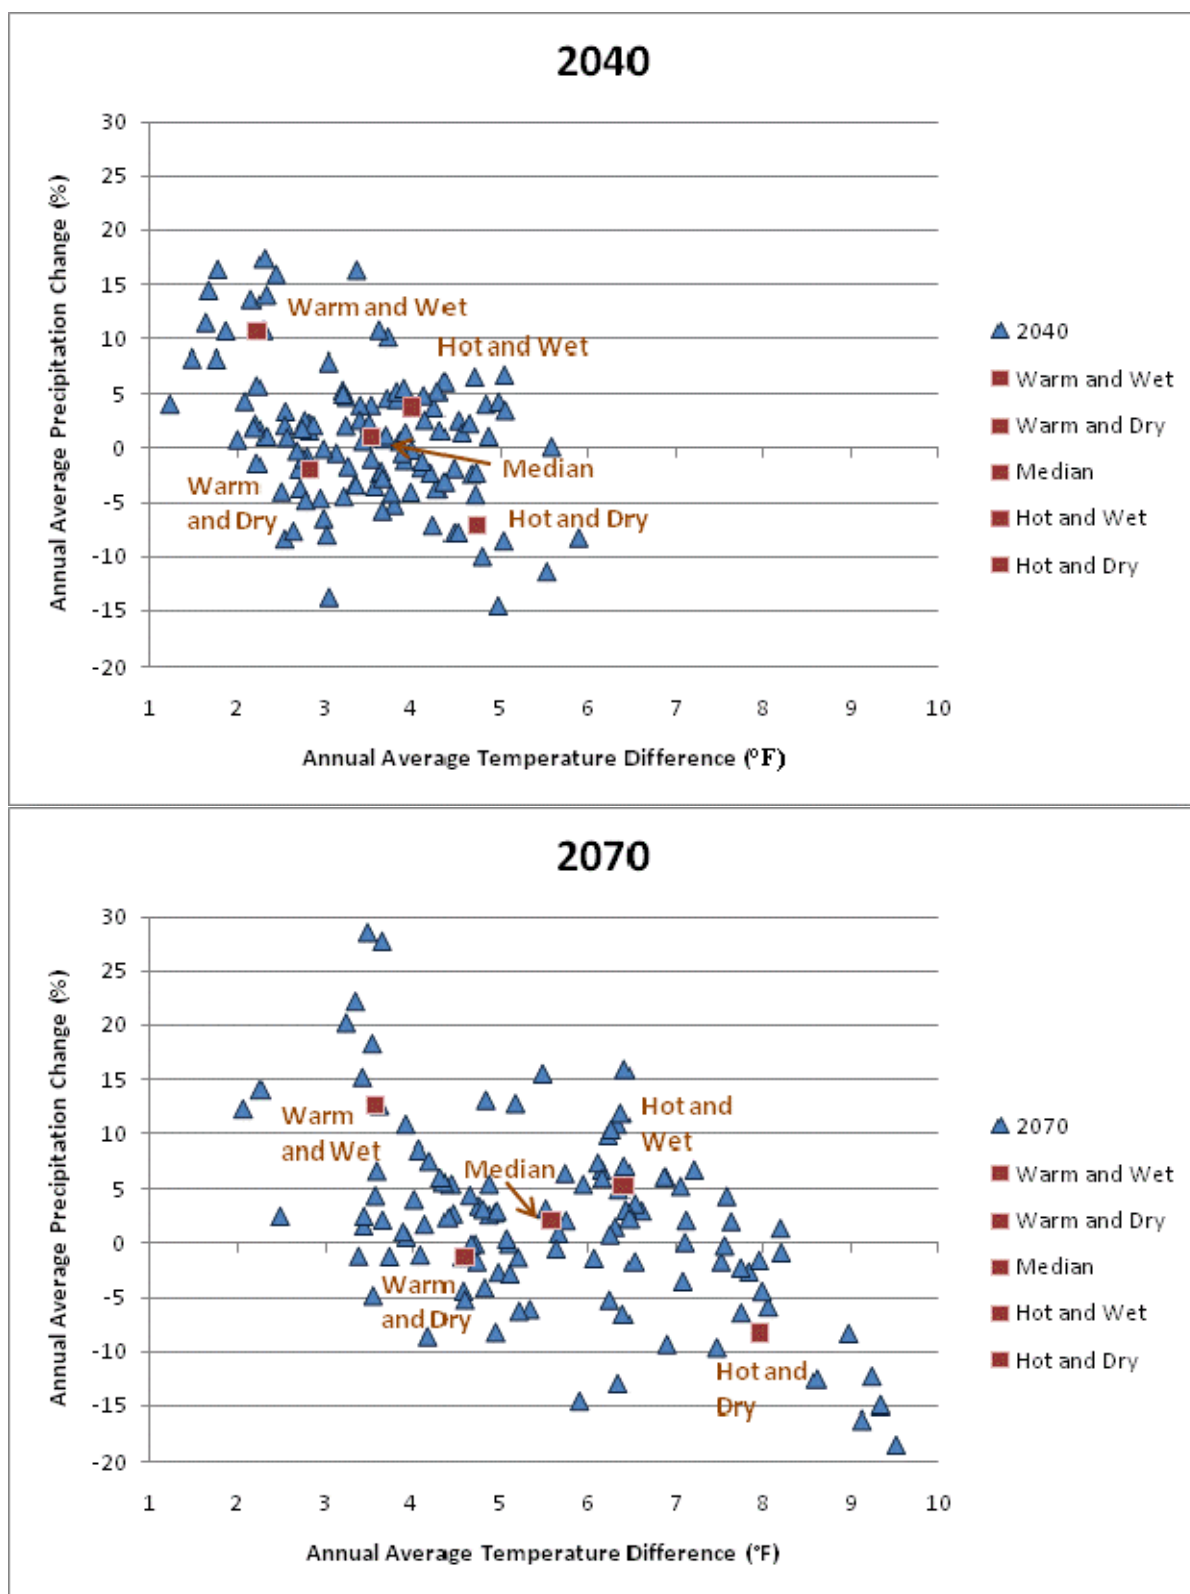 2040
Annual Average Precipitation Change (%)
30
25
20
15
10
5
0
-5
-10
-15
-20
1 2 3 4 5 6 7 8 9 10
Annual Average Temperature Difference (°F)
Warm and Wet
Hot and Wet
Median
Warm
and Dry
Hot and Dry
2040
Warm and Wet
Warm and Dry
Median
Hot and Wet
Hot and Dry
2070
Annual Average Precipitation Change (%)
30
25
20
15
10
5
0
-5
-10
-15
-20
1 2 3 4 5 6 7 8 9 10
Annual Average Temperature Difference (°F)
Warm
and Wet
Hot and
Wet
Median
Warm
and Dry
Hot and
Dry
2070
Warm and Wet
Warm and Dry
Median
Hot and Wet
Hot and Dry